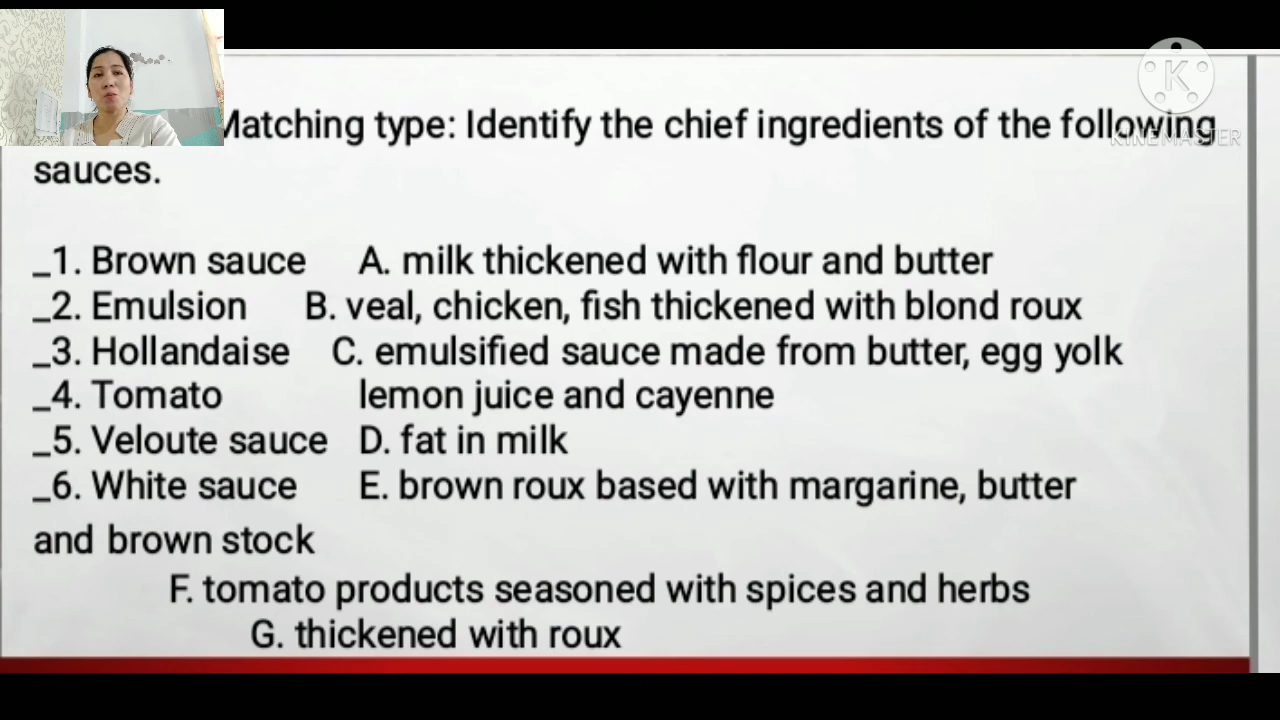 Matching type: Identify the chief ingredients of the following
sauces.
_1. Brown sauce A. milk thickened with flour and butter
_2. Emulsion B. veal, chicken, fish thickened with blond roux
_3. Hollandaise C. emulsified sauce made from butter, egg yolk
_4. Tomato lemon juice and cayenne
_5. Veloute sauce D. fat in milk
_6. White sauce E. brown roux based with margarine, butter
and brown stock
F. tomato products seasoned with spices and herbs
G. thickened with roux
K
KINEMASTER